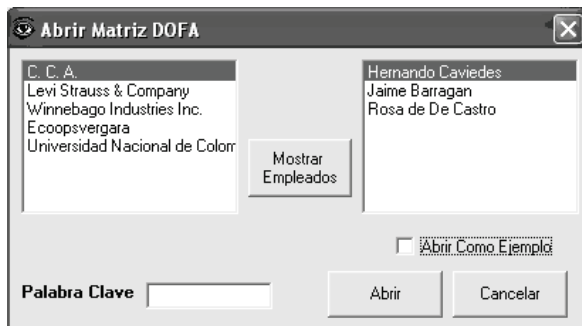 Abrir Matriz DOFA
C. C. A.
Levi Strauss & Company
Winnebago Industries Inc.
Ecoopsvergara
Universidad Nacional de Colom
Mostrar
Empleados
Hernando Caviedes
Jaime Barragan
Rosa de De Castro
Abrir Como Ejemplo
Palabra Clave
Abrir
Cancelar